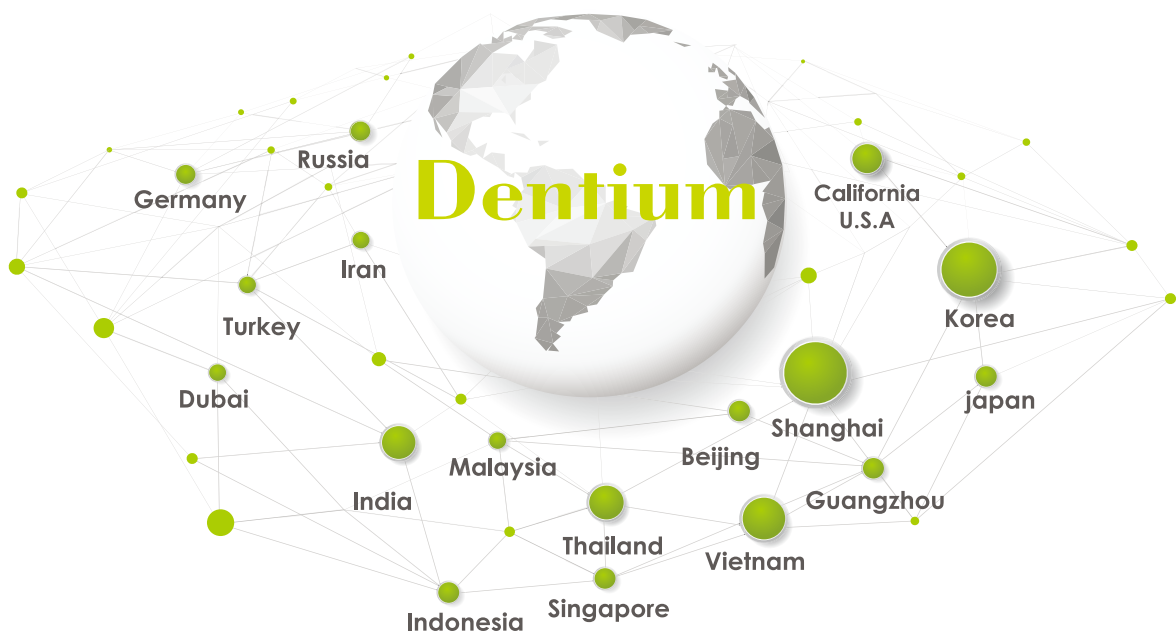 Dentium
Russia
Germany
California
U.S.A
Iran
Turkey
Korea
Dubai
japan
Shanghai
Beijing
Malaysia
India
Guangzhou
Thailand
Vietnam
Singapore
Indonesia